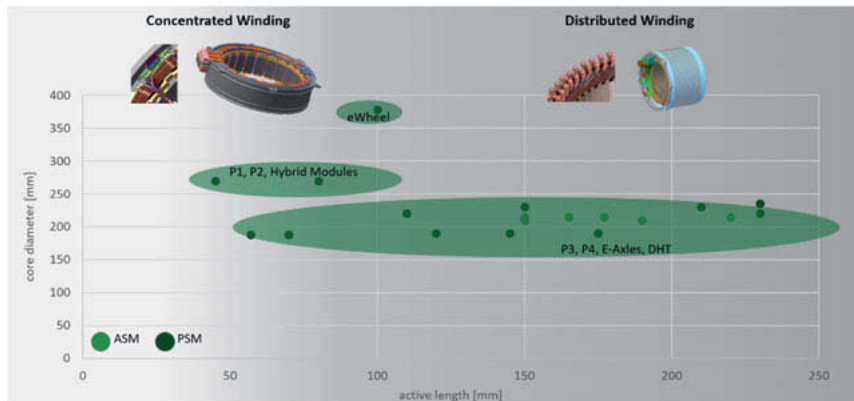 Concentrated Winding
Distributed Winding
400
350
300
250
200
150
100
50
0
core diameter [mm]
eWheel
P1, P2, Hybrid Modules
P3, P4, E-Axles, DHT
ASM
PSM
0
50
100
150
200
250
active length [mm]